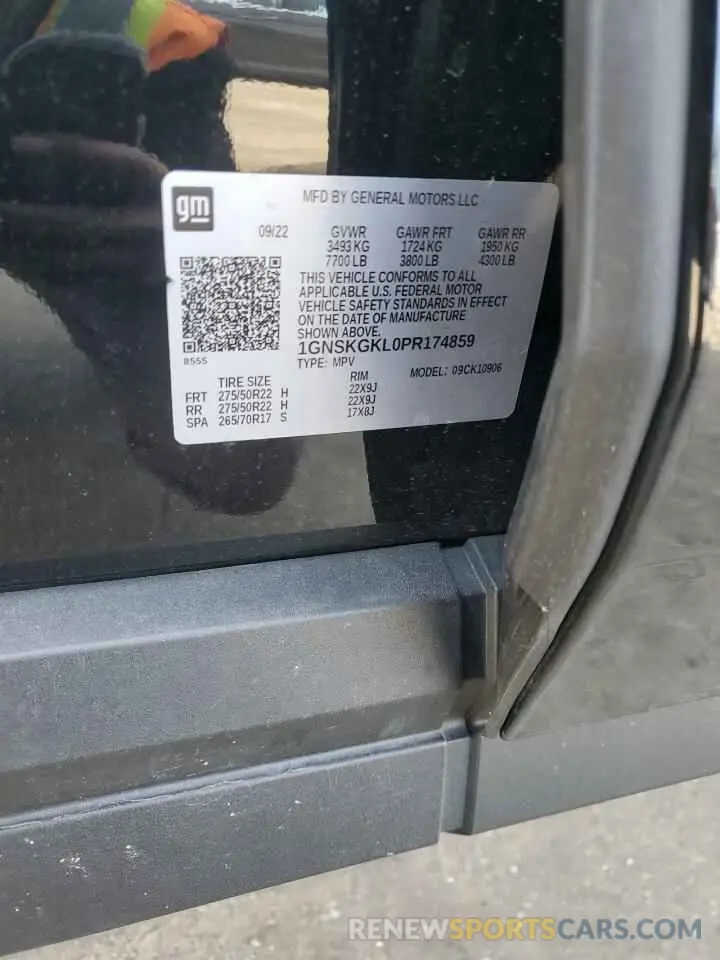 gm
MFD BY GENERAL MOTORS LLC
09/22 GVWR GAWR FRT GAWR RR
3493 KG 1724 KG 1950 KG
7700 LB 3800 LB 4300 LB
THIS VEHICLE CONFORMS TO ALL
APPLICABLE U.S. FEDERAL MOTOR
VEHICLE SAFETY STANDARDS IN EFFECT
ON THE DATE OF MANUFACTURE
SHOWN ABOVE.
8555
1GNSKGKL0PR174859
TYPE: MPV MODEL: 09CK10906
TIRE SIZE RIM
FRT 275/50R22 H 22X9J
RR 275/50R22 H 22X9J
SPA 265/70R17 S 17X8J
RENEWSPORTSCARS.COM